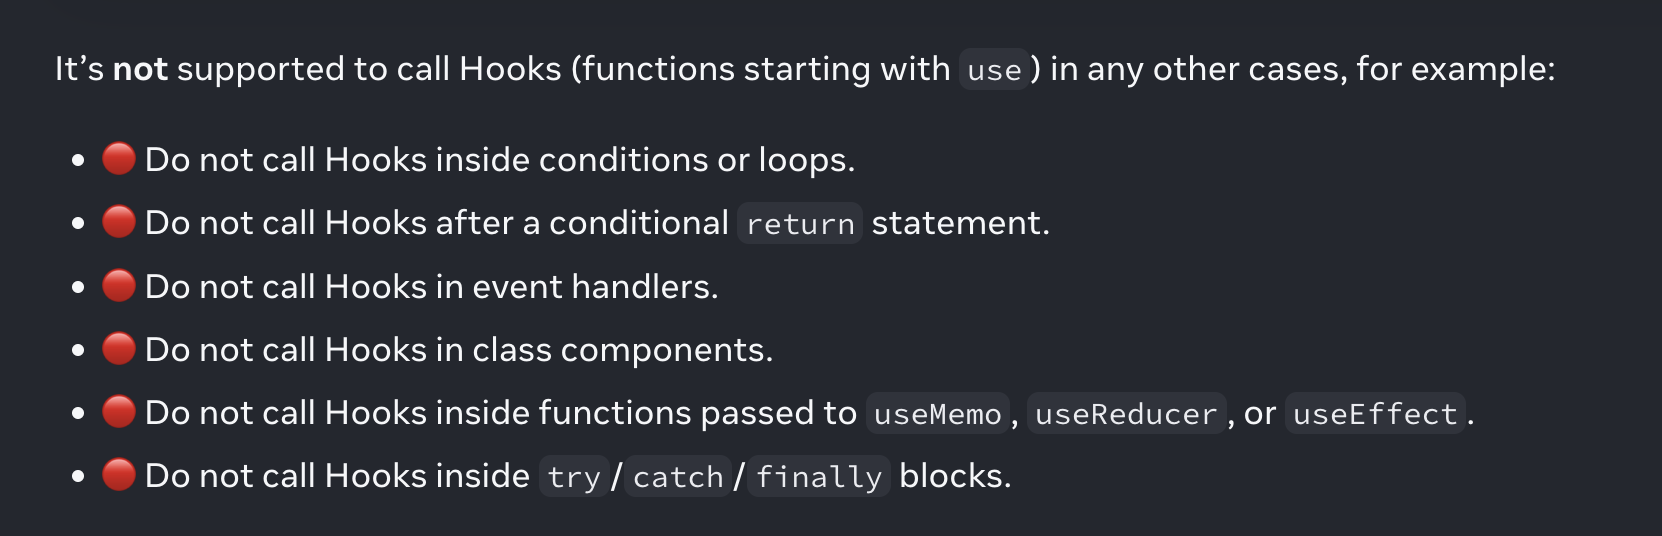 It’s not supported to call Hooks (functions starting with use) in any other cases, for example:
• 🔴 Do not call Hooks inside conditions or loops.
• 🔴 Do not call Hooks after a conditional return statement.
• 🔴 Do not call Hooks in event handlers.
• 🔴 Do not call Hooks in class components.
• 🔴 Do not call Hooks inside functions passed to useMemo, useReducer, or useEffect.
• 🔴 Do not call Hooks inside try/catch/finally blocks.